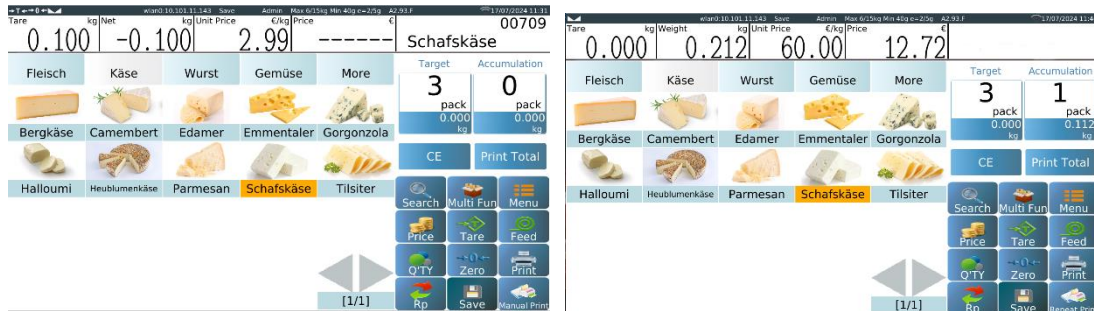 wlan0:10.101.11.143 Save Admin Max 6/15kg Min 40g e=2/5g A2.93.F 17/07/2024 11:31
Tare kg Net kg Unit Price €/kg Price €
0.100 -0.100 2.99 ------
00709
Schafskäse
Fleisch Käse Wurst Gemüse More
Target Accumulation
3 0
pack pack
0.000 0.000
kg kg
Bergkäse Camembert Edamer Emmentaler Gorgonzola
CE Print Total
Halloumi Heublumenkäse Parmesan Schafskäse Tilsiter
Search Multi Fun Menu
Price Tare Feed
Q'TY Zero Print
[1/1]
Rp Save Manual Print
wlan0:10.101.11.143 Save Admin Max 6/15kg Min 40g e=2/5g A2.93.F 17/07/2024 11:4
Tare kg Weight kg Unit Price €/kg Price €
0.000 0.212 60.00 12.72
Fleisch Käse Wurst Gemüse More
Target Accumulation
3 1
pack pack
0.000 0.112
kg kg
Bergkäse Camembert Edamer Emmentaler Gorgonzola
CE Print Total
Halloumi Heublumenkäse Parmesan Schafskäse Tilsiter
Search Multi Fun Menu
Price Tare Feed
Q'TY Zero Print
[1/1]
Rp Save Repeat Prin